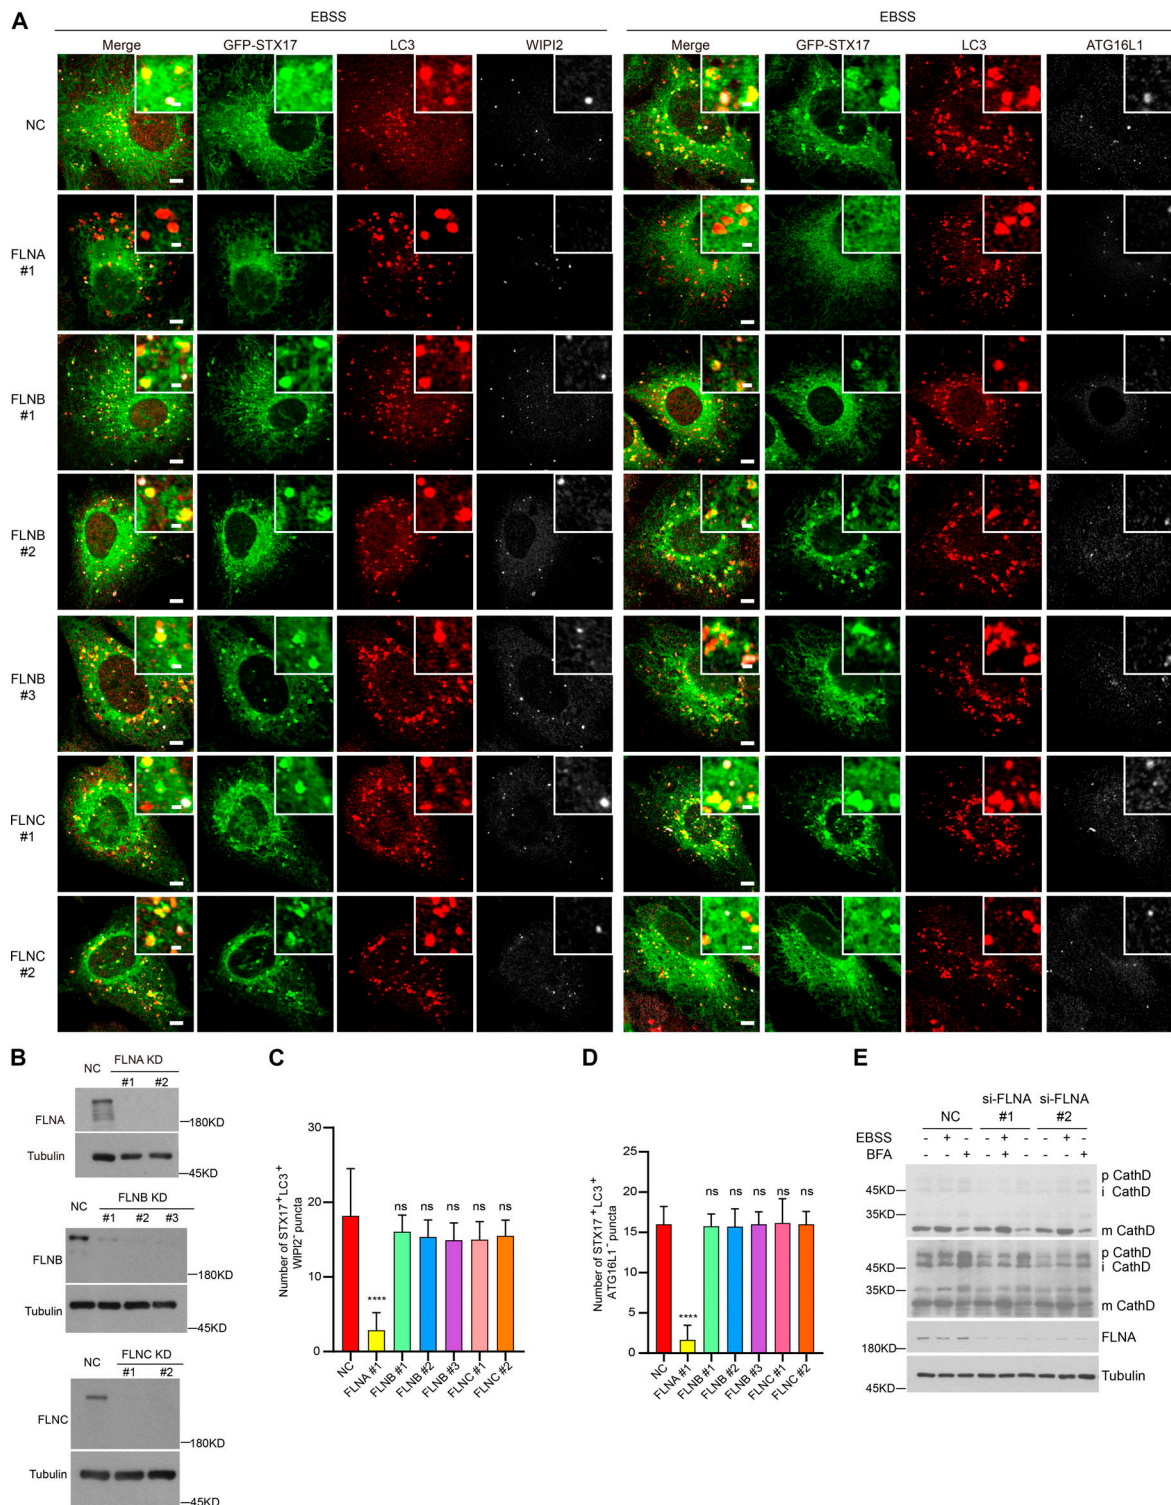 A
EBSS
EBSS
Merge GFP-STX17 LC3 WIPI2 Merge GFP-STX17 LC3 ATG16L1
NC
FLNA
#1
FLNB
#1
FLNB
#2
FLNB
#3
FLNC
#1
FLNC
#2
B
NC FLNA KD
#1 #2
FLNA
180KD
Tubulin
45KD
NC FLNB KD
#1 #2 #3
FLNB
180KD
Tubulin
45KD
NC FLNC KD
#1 #2
FLNC
180KD
Tubulin
45KD
C
Number of STX17+LC3+
WIPI2- puncta
30
20
10
0
**** ns ns ns ns ns
NC FLNA #1 FLNB #1 FLNB #2 FLNB #3 FLNC #1 FLNC #2
D
Number of STX17+LC3+
ATG16L1- puncta
25
20
15
10
5
0
**** ns ns ns ns ns
NC FLNA #1 FLNB #1 FLNB #2 FLNB #3 FLNC #1 FLNC #2
E
si-FLNA si-FLNA
NC #1 #2
EBSS - + - - + - - + -
BFA - - + - + - - - +
45KD
35KD
p CathD
i CathD
m CathD
45KD
35KD
p CathD
i CathD
m CathD
180KD
FLNA
45KD
Tubulin